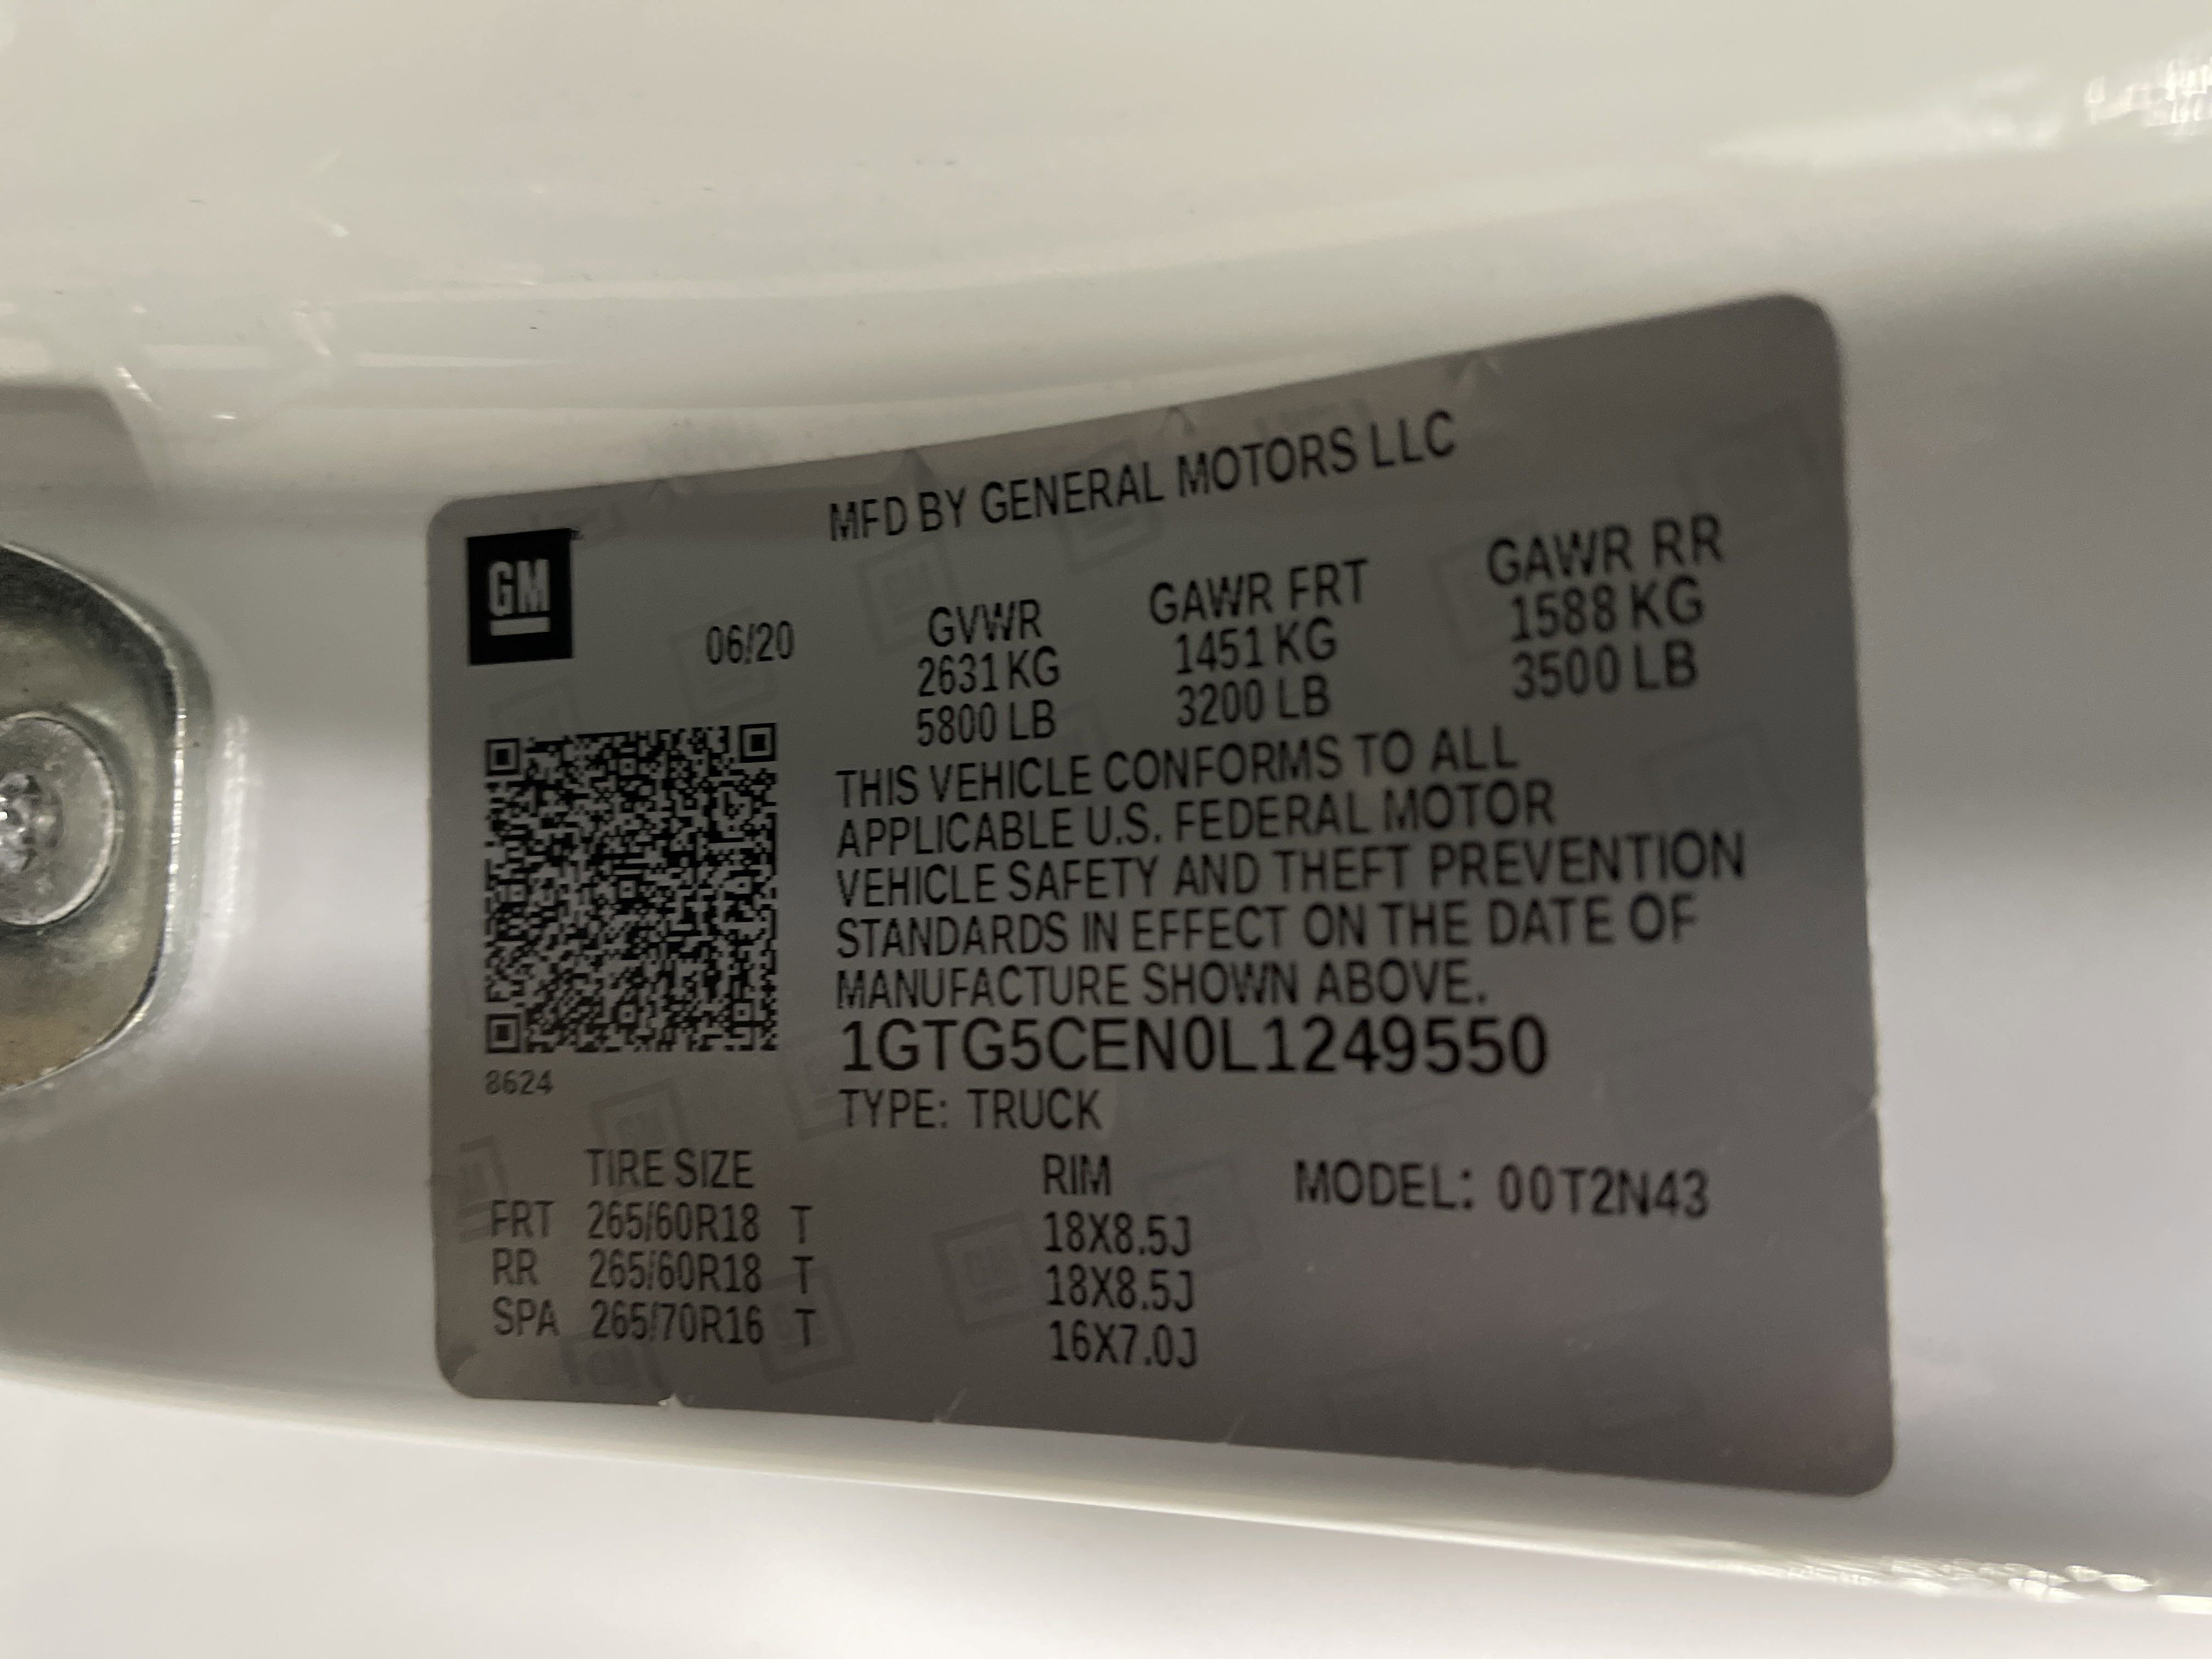 MFD BY GENERAL MOTORS LLC
GM
06/20 GVWR GAWR FRT GAWR RR
2631 KG 1451 KG 1588 KG
5800 LB 3200 LB 3500 LB
THIS VEHICLE CONFORMS TO ALL
APPLICABLE U.S. FEDERAL MOTOR
VEHICLE SAFETY AND THEFT PREVENTION
STANDARDS IN EFFECT ON THE DATE OF
MANUFACTURE SHOWN ABOVE.
1GTG5CEN0L1249550
8624
TYPE: TRUCK
TIRE SIZE RIM MODEL: 00T2N43
FRT 265/60R18 T 18X8.5J
RR 265/60R18 T 18X8.5J
SPA 265/70R16 T 16X7.0J